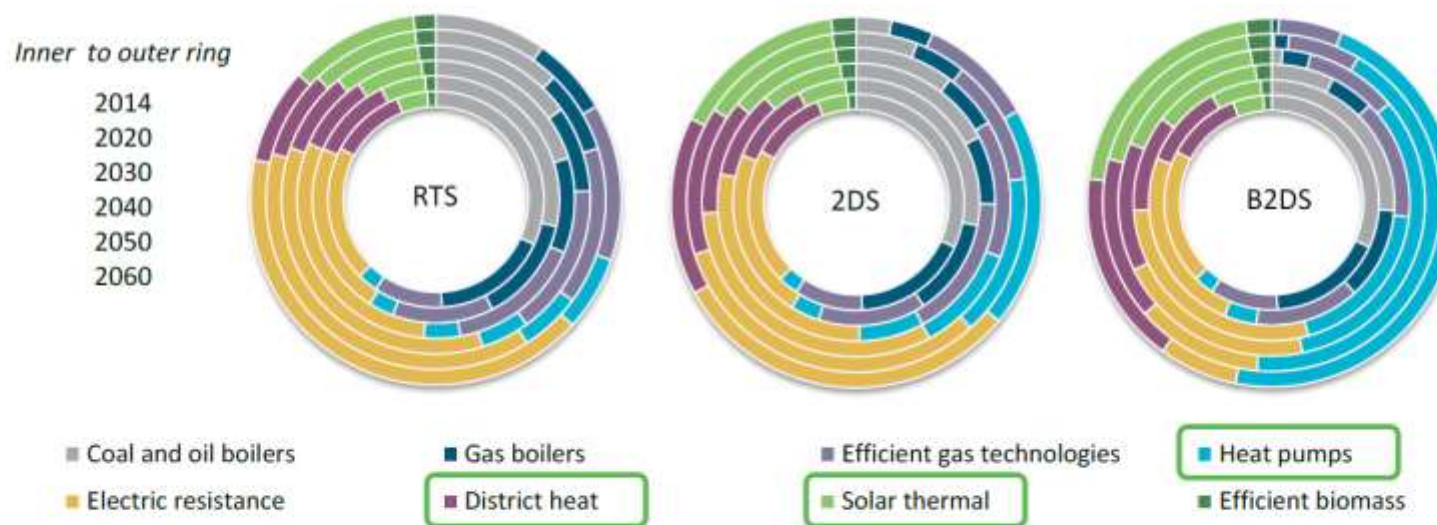 Inner to outer ring
2014
2020
2030
2040
2050
2060
RTS
2DS
B2DS
Coal and oil boilers
Gas boilers
Efficient gas technologies
Heat pumps
Electric resistance
District heat
Solar thermal
Efficient biomass